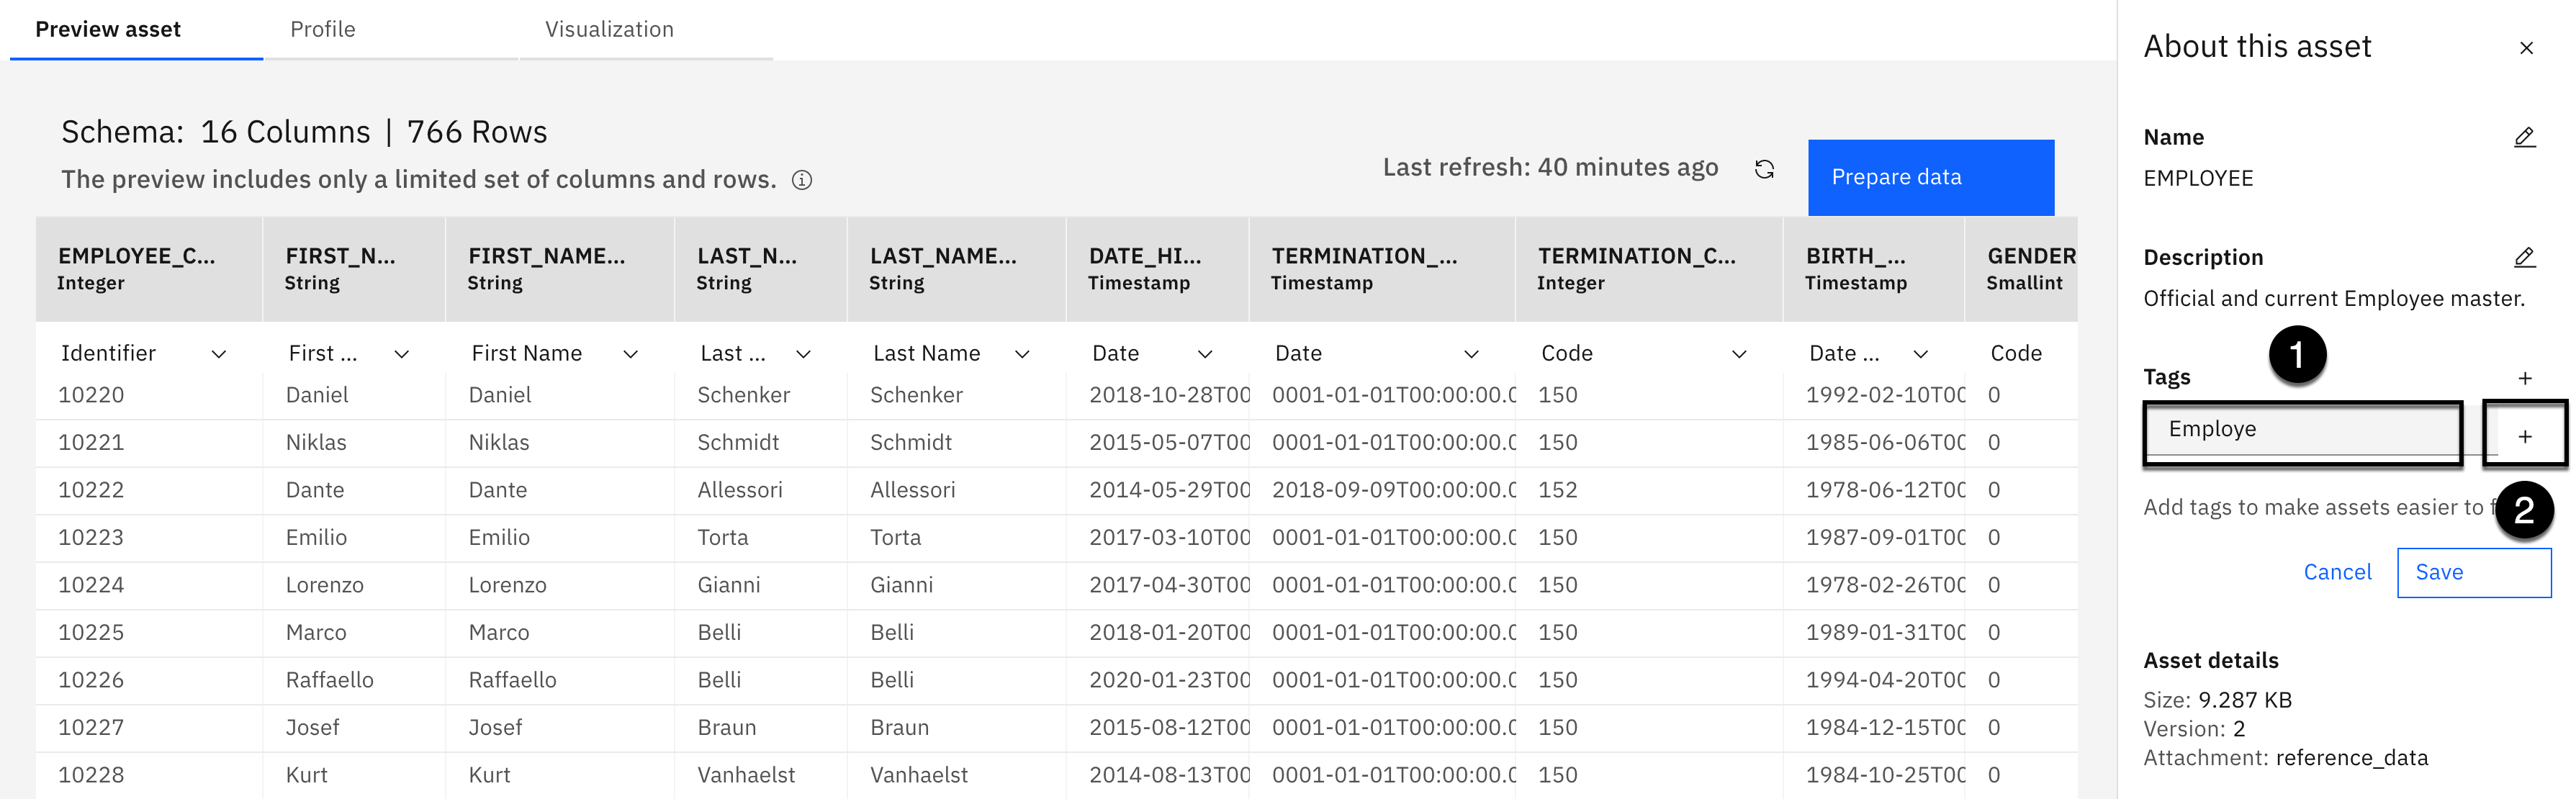 Preview asset Profile Visualization
Schema: 16 Columns | 766 Rows
The preview includes only a limited set of columns and rows.
Last refresh: 40 minutes ago
Prepare data
EMPLOYEE_C... FIRST_N... FIRST_NAME... LAST_N... LAST_NAME... DATE_HI... TERMINATION_... TERMINATION_C... BIRTH_... GENDER
Integer String String String String Timestamp Timestamp Integer Timestamp Smallint
Identifier First ... First Name Last ... Last Name Date Date Code Date ... Code
10220 Daniel Daniel Schenker Schenker 2018-10-28T00 0001-01-01T00:00:00.0 150 1992-02-10T00 0
10221 Niklas Niklas Schmidt Schmidt 2015-05-07T00 0001-01-01T00:00:00.0 150 1985-06-06T00 0
10222 Dante Dante Allessori Allessori 2014-05-29T00 2018-09-09T00:00:00.0 152 1978-06-12T00 0
10223 Emilio Emilio Torta Torta 2017-03-10T00 0001-01-01T00:00:00.0 150 1987-09-01T00 0
10224 Lorenzo Lorenzo Gianni Gianni 2017-04-30T00 0001-01-01T00:00:00.0 150 1978-02-26T00 0
10225 Marco Marco Belli Belli 2018-01-20T00 0001-01-01T00:00:00.0 150 1989-01-31T00 0
10226 Raffaello Raffaello Belli Belli 2020-01-23T00 0001-01-01T00:00:00.0 150 1994-04-20T00 0
10227 Josef Josef Braun Braun 2015-08-12T00 0001-01-01T00:00:00.0 150 1984-12-15T00 0
10228 Kurt Kurt Vanhaelst Vanhaelst 2014-08-13T00 0001-01-01T00:00:00.0 150 1984-10-25T00 0
About this asset
Name
EMPLOYEE
Description
Official and current Employee master.
1
Tags
Employe
Add tags to make assets easier to f
2
Cancel Save
Asset details
Size: 9.287 KB
Version: 2
Attachment: reference_data